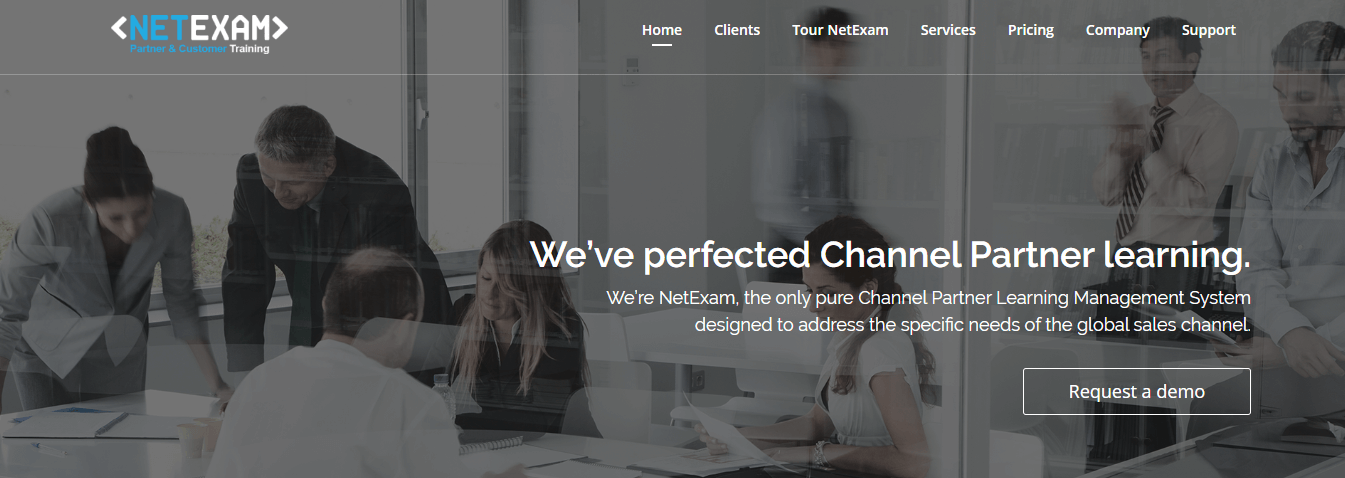 <NETEXAM>
Partner & Customer Training
Home Clients Tour NetExam Services Pricing Company Support
We’ve perfected Channel Partner learning.
We’re NetExam, the only pure Channel Partner Learning Management System
designed to address the specific needs of the global sales channel.
Request a demo